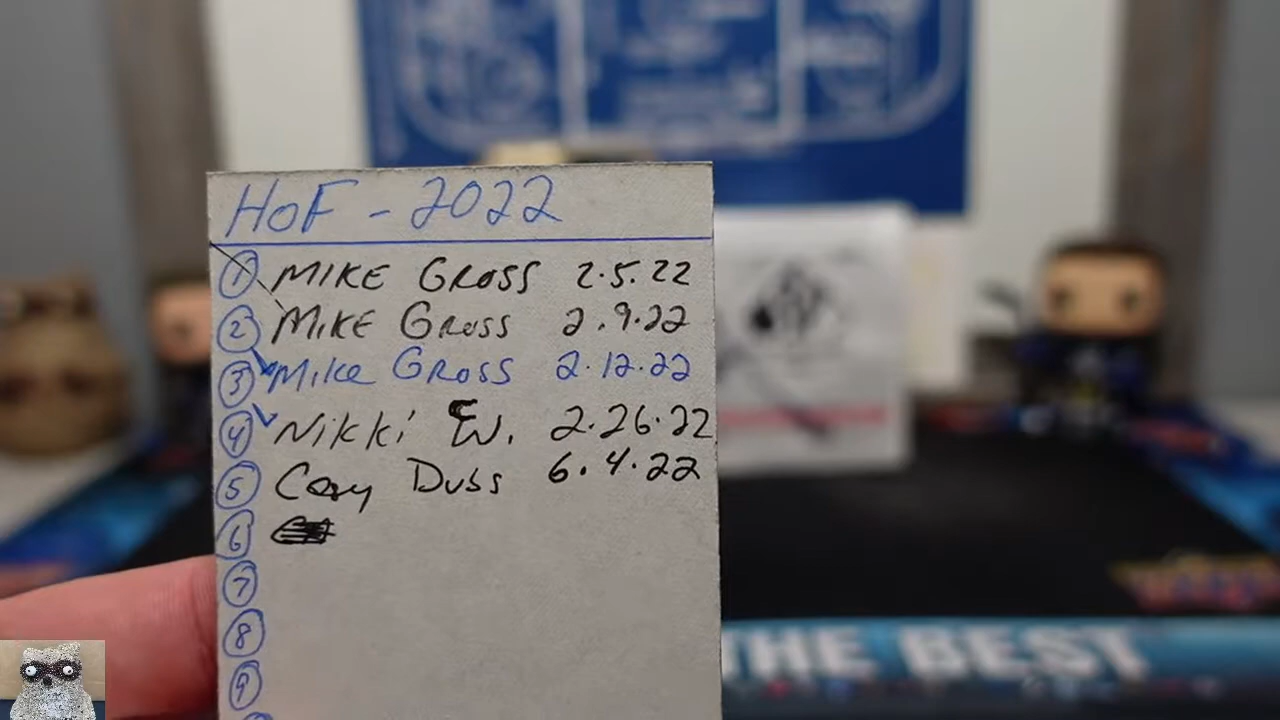 HOF - 2022
1 MIKE GROSS 2.5.22
2 MIKE GROSS 2.9.22
3 Mike GROSS 2.12.22
4 Nikki W. 2.26.22
5 Cory Dubs 6.4.22
6
7
8
9
THE BEST